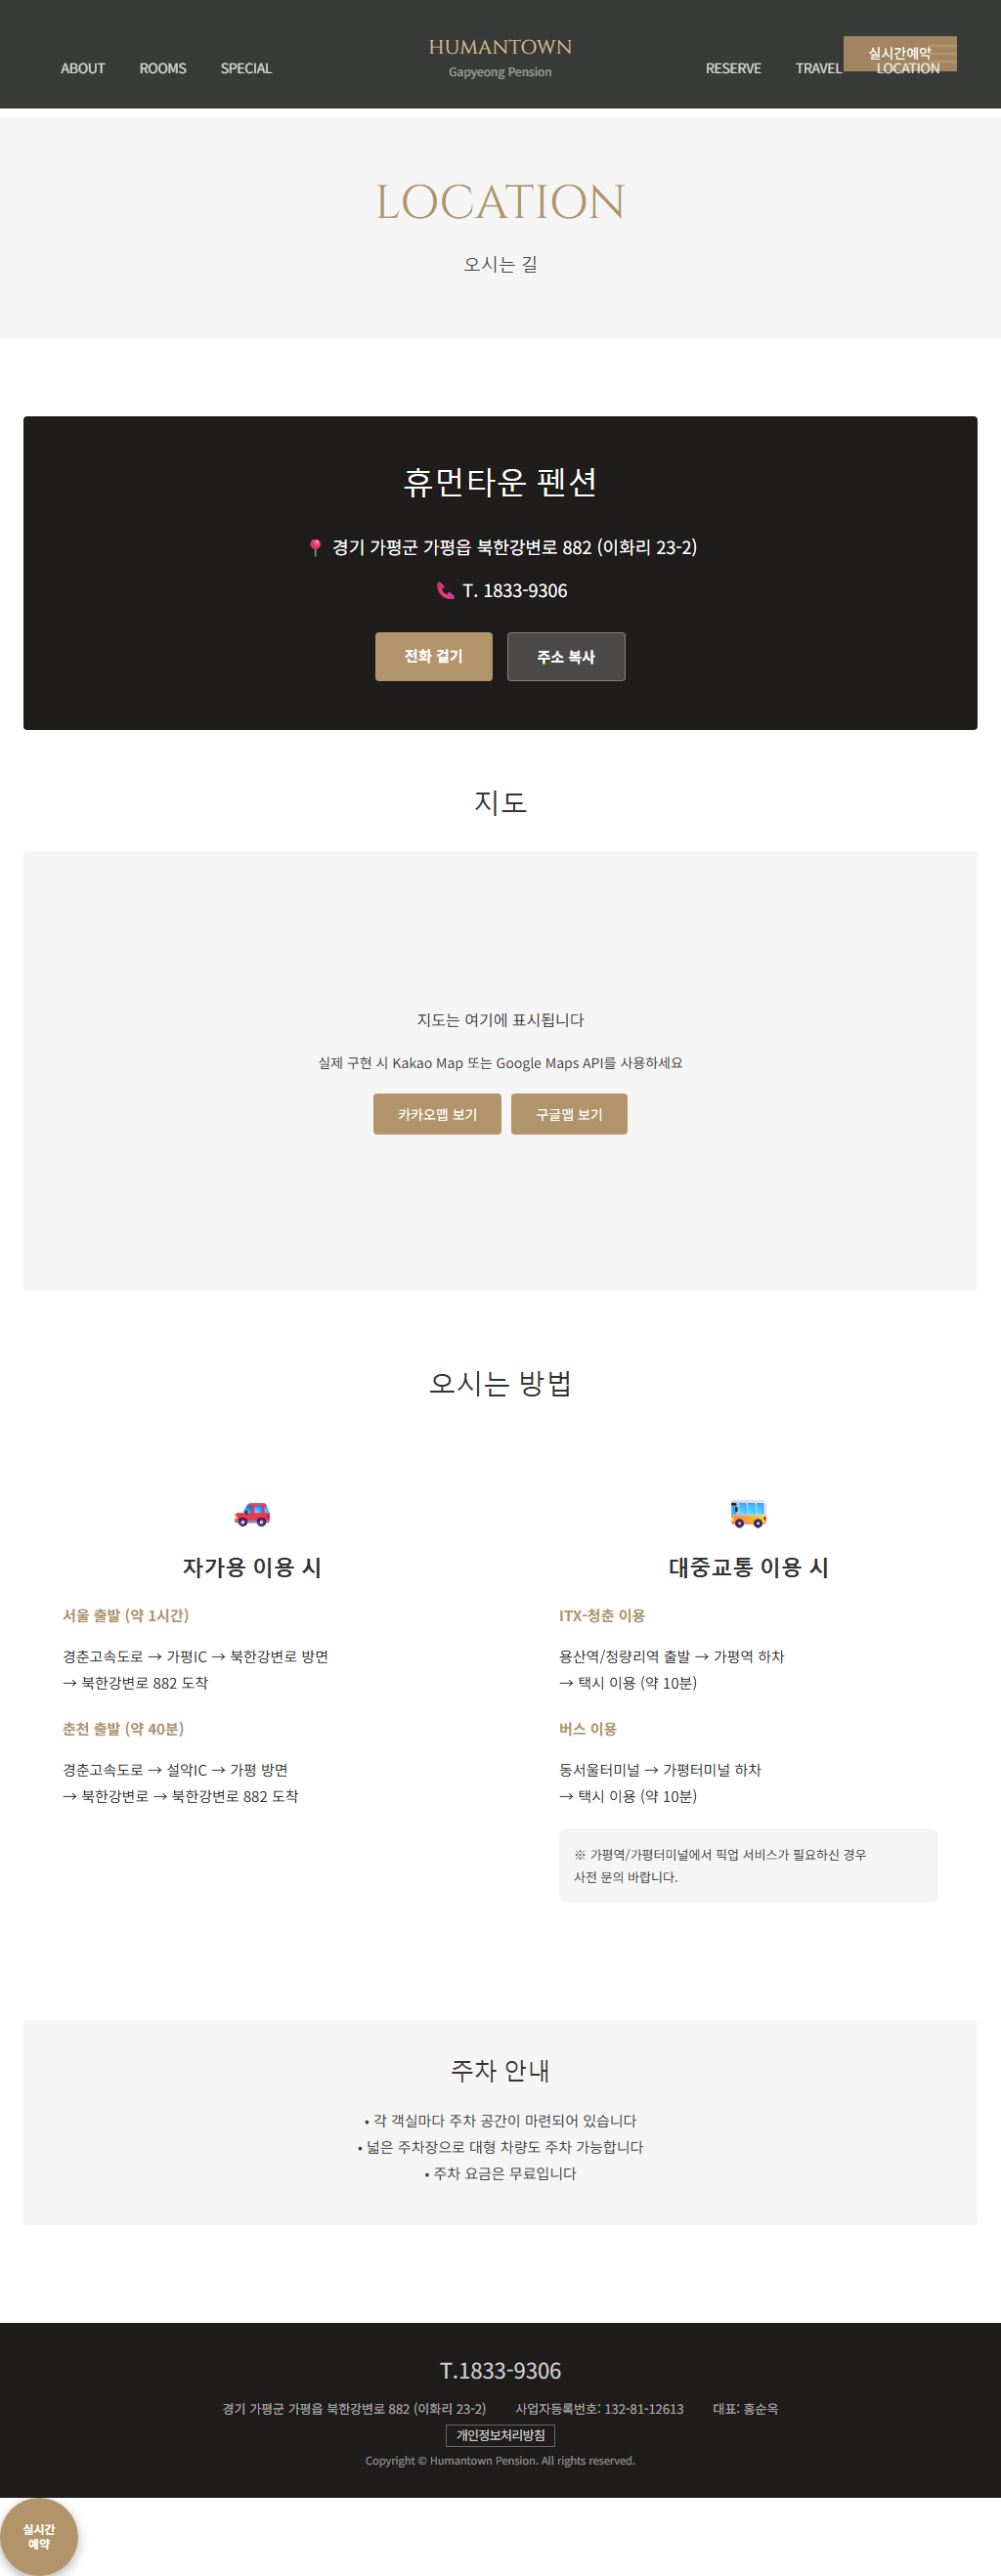 ABOUT ROOMS SPECIAL
HUMANTOWN
Gapyeong Pension
RESERVE TRAVEL LOCATION
실시간예약
LOCATION
오시는 길
휴먼타운 펜션
📍 경기 가평군 가평읍 북한강변로 882 (이화리 23-2)
📞 T. 1833-9306
전화 걸기 주소 복사
지도
지도는 여기에 표시됩니다
실제 구현 시 Kakao Map 또는 Google Maps API를 사용하세요
카카오맵 보기 구글맵 보기
오시는 방법
자가용 이용 시
서울 출발 (약 1시간)
경춘고속도로 → 가평IC → 북한강변로 방면
→ 북한강변로 882 도착
춘천 출발 (약 40분)
경춘고속도로 → 설악IC → 가평 방면
→ 북한강변로 → 북한강변로 882 도착
대중교통 이용 시
ITX-청춘 이용
용산역/청량리역 출발 → 가평역 하차
→ 택시 이용 (약 10분)
버스 이용
동서울터미널 → 가평터미널 하차
→ 택시 이용 (약 10분)
※ 가평역/가평터미널에서 픽업 서비스가 필요하신 경우
사전 문의 바랍니다.
주차 안내
• 각 객실마다 주차 공간이 마련되어 있습니다
• 넓은 주차장으로 대형 차량도 주차 가능합니다
• 주차 요금은 무료입니다
T.1833-9306
경기 가평군 가평읍 북한강변로 882 (이화리 23-2) 사업자등록번호: 132-81-12613 대표: 홍순옥
개인정보처리방침
Copyright © Humantown Pension. All rights reserved.
실시간
예약